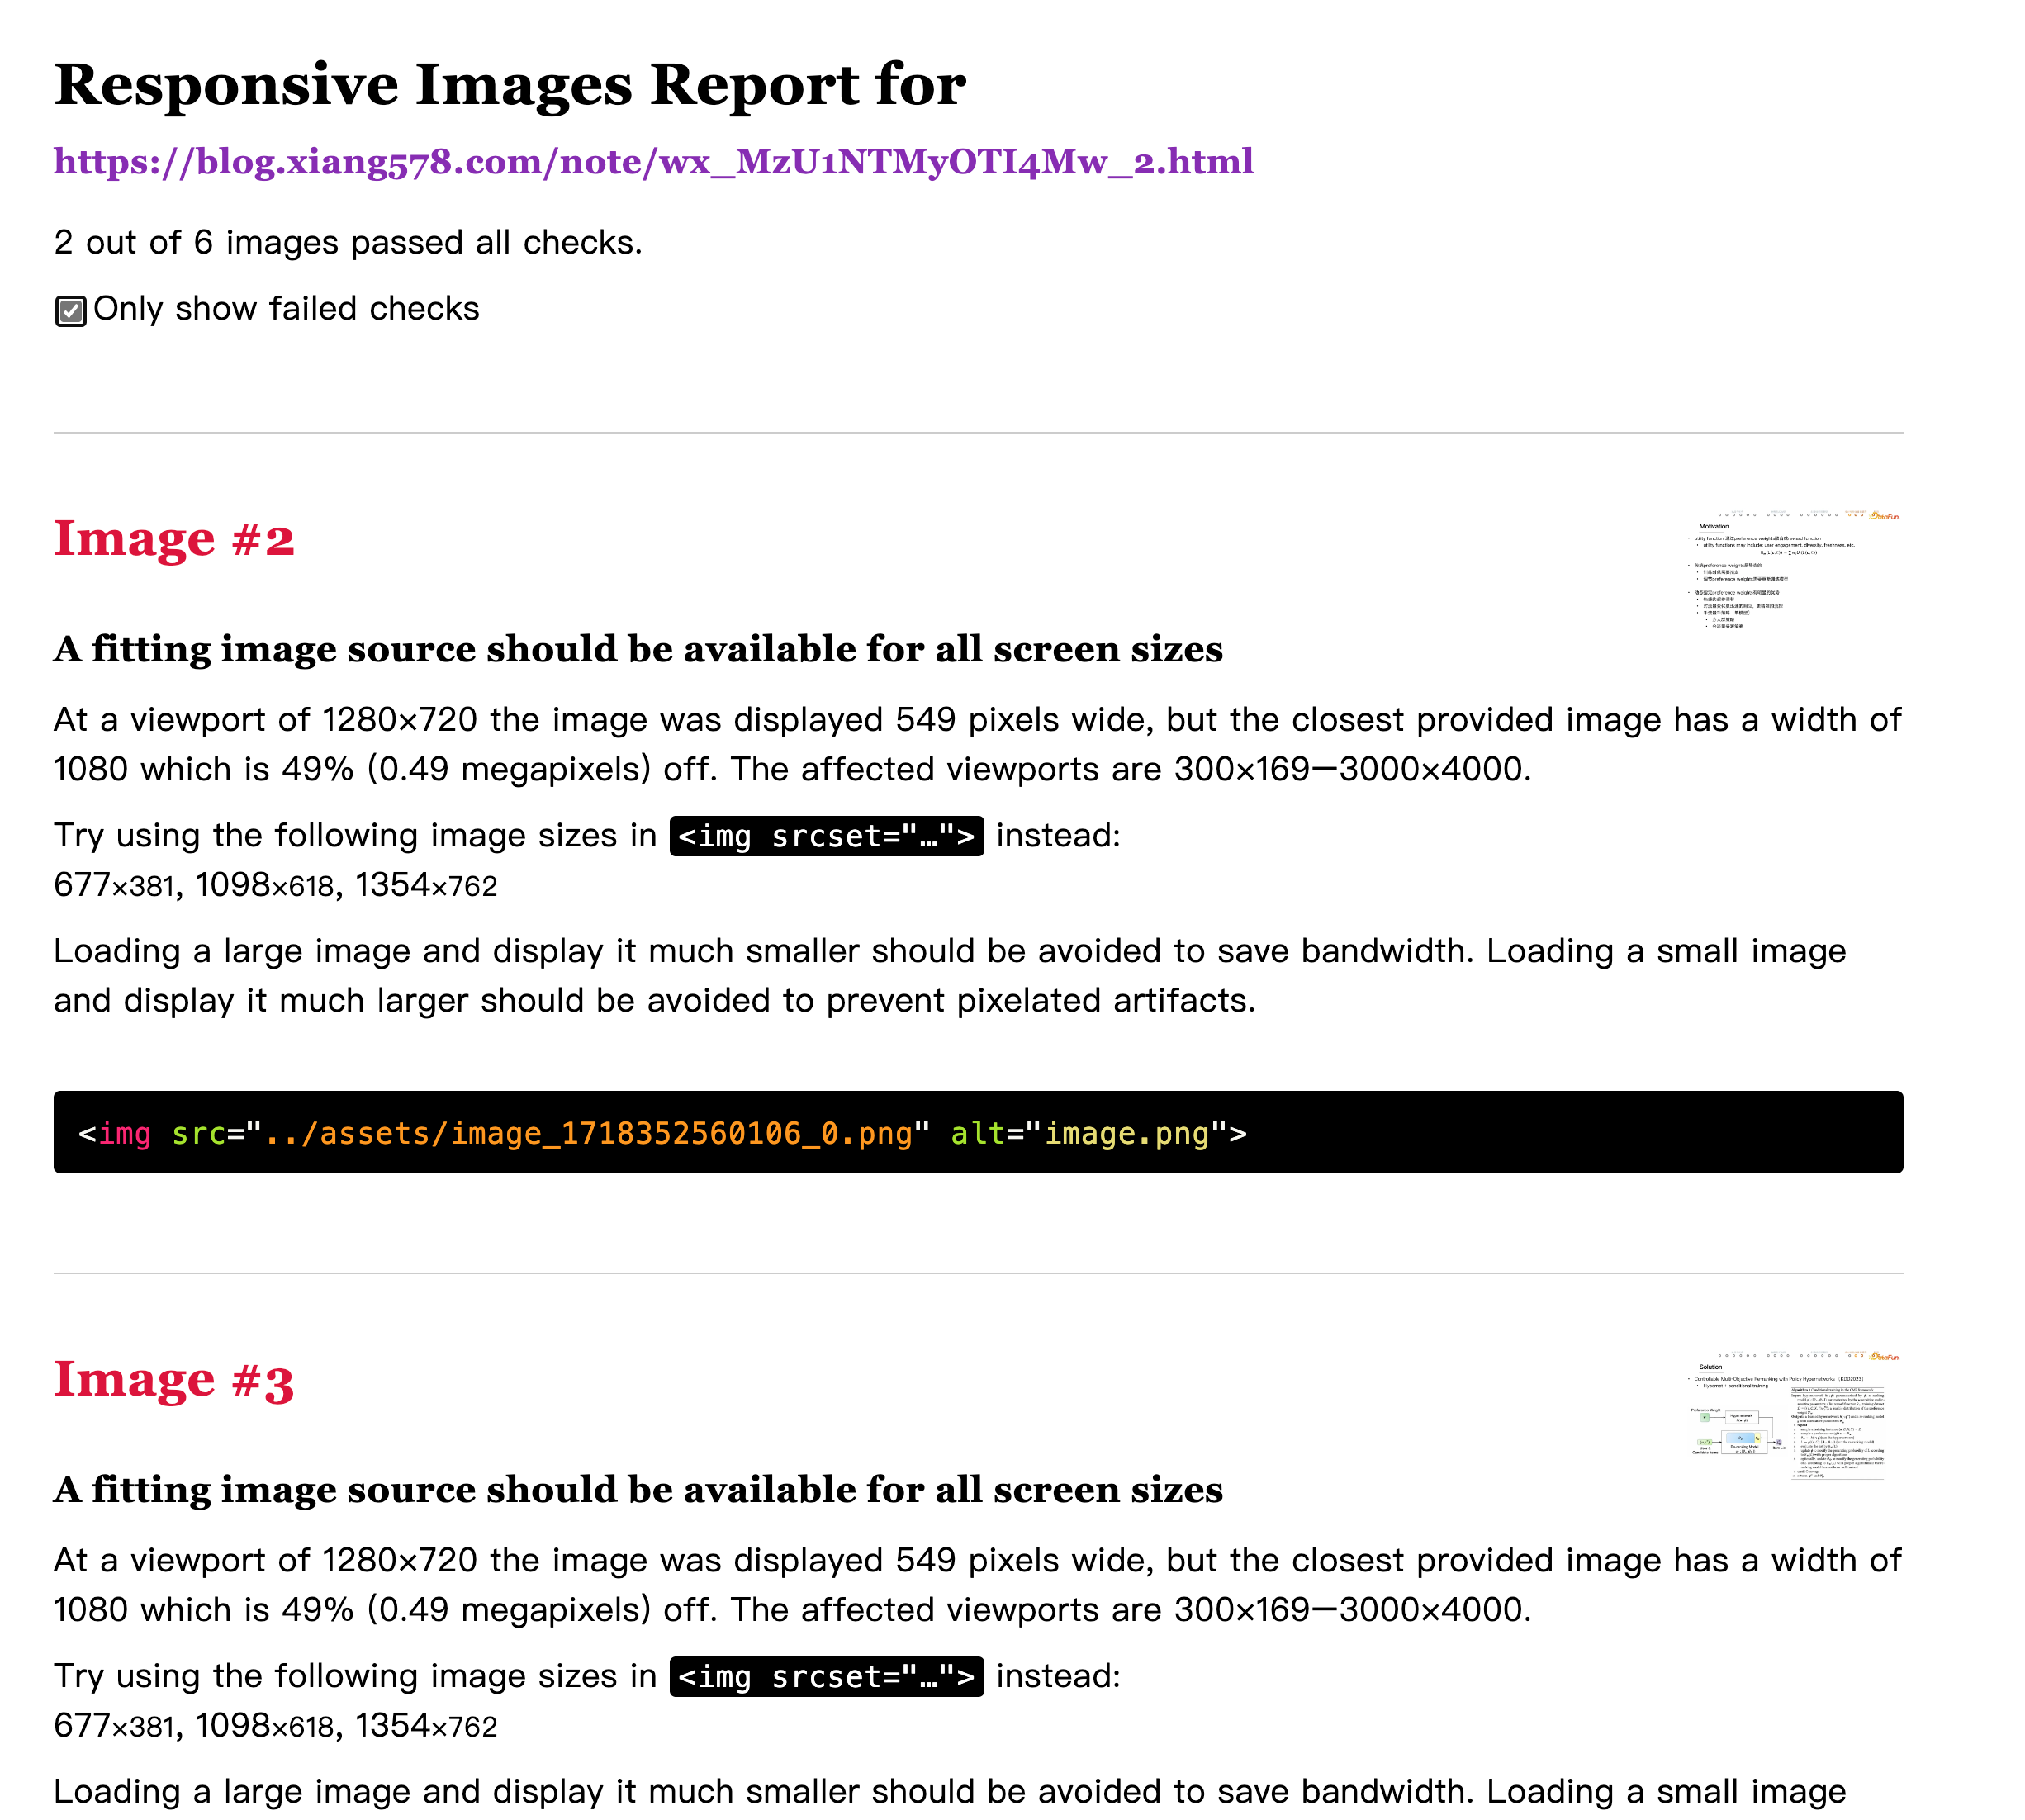 Responsive Images Report for
https://blog.xiang578.com/note/wx_MzU1NTMyOTI4Mw_2.html
2 out of 6 images passed all checks.
Only show failed checks
Image #2
Motivation
A fitting image source should be available for all screen sizes
At a viewport of 1280×720 the image was displayed 549 pixels wide, but the closest provided image has a width of
1080 which is 49% (0.49 megapixels) off. The affected viewports are 300×169—3000×4000.
Try using the following image sizes in <img srcset="…"> instead:
677×381, 1098×618, 1354×762
Loading a large image and display it much smaller should be avoided to save bandwidth. Loading a small image
and display it much larger should be avoided to prevent pixelated artifacts.
<img src="../assets/image_1718352560106_0.png" alt="image.png">
Image #3
Solution
A fitting image source should be available for all screen sizes
At a viewport of 1280×720 the image was displayed 549 pixels wide, but the closest provided image has a width of
1080 which is 49% (0.49 megapixels) off. The affected viewports are 300×169—3000×4000.
Try using the following image sizes in <img srcset="…"> instead:
677×381, 1098×618, 1354×762
Loading a large image and display it much smaller should be avoided to save bandwidth. Loading a small image